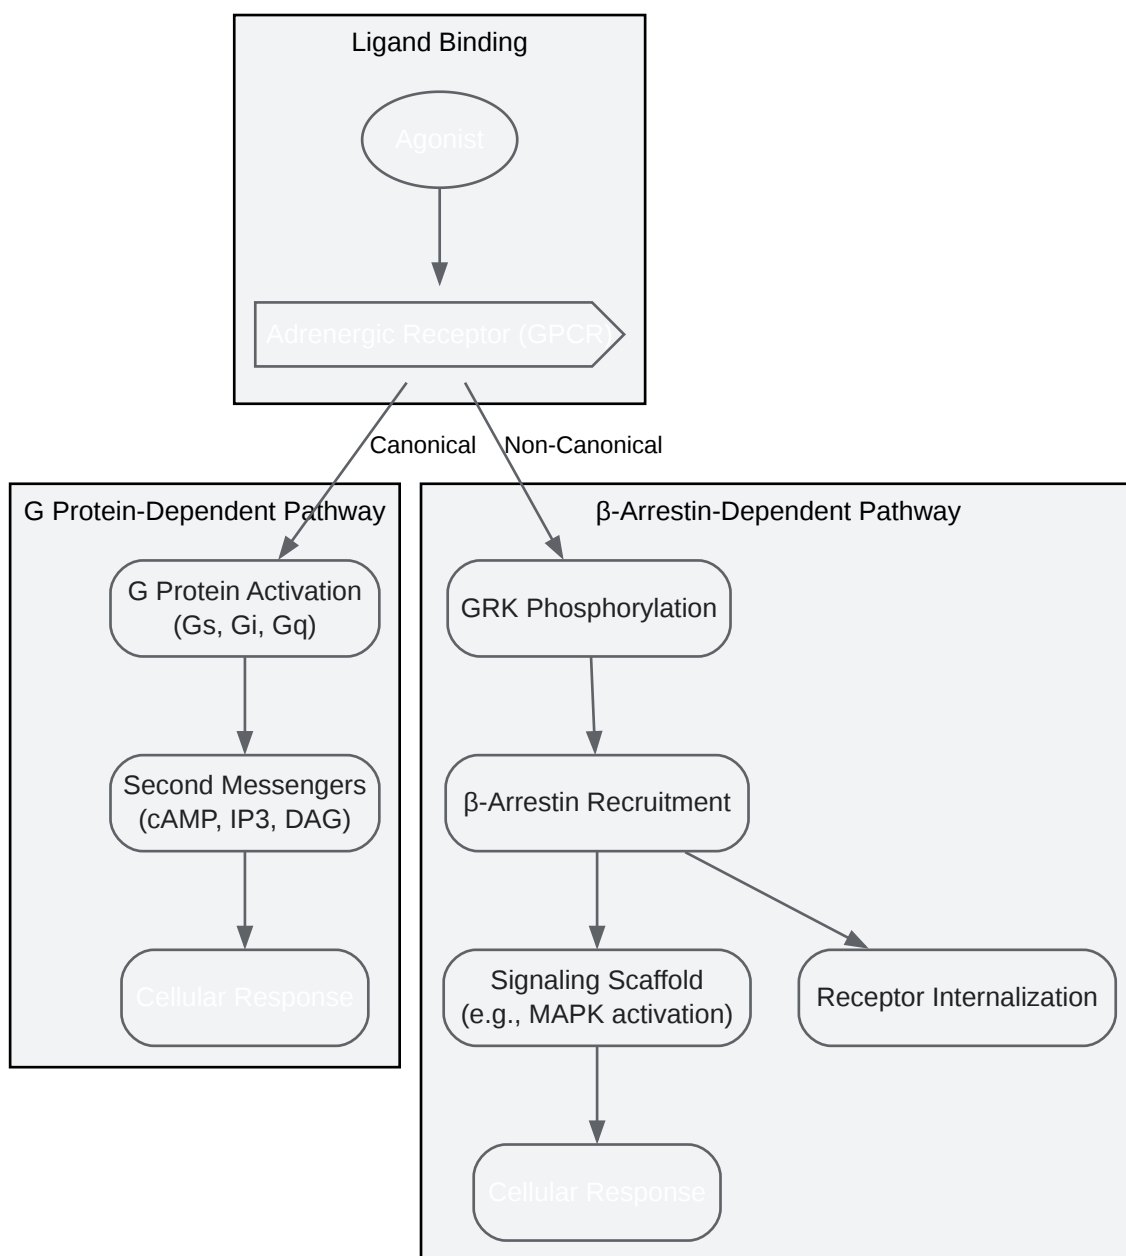 Ligand Binding
Agonist
Adrenergic Receptor (GPCR)
Canonical
Non-Canonical
G Protein-Dependent Pathway
G Protein Activation
(Gs, Gi, Gq)
Second Messengers
(cAMP, IP3, DAG)
Cellular Response
β-Arrestin-Dependent Pathway
GRK Phosphorylation
β-Arrestin Recruitment
Signaling Scaffold
(e.g., MAPK activation)
Receptor Internalization
Cellular Response